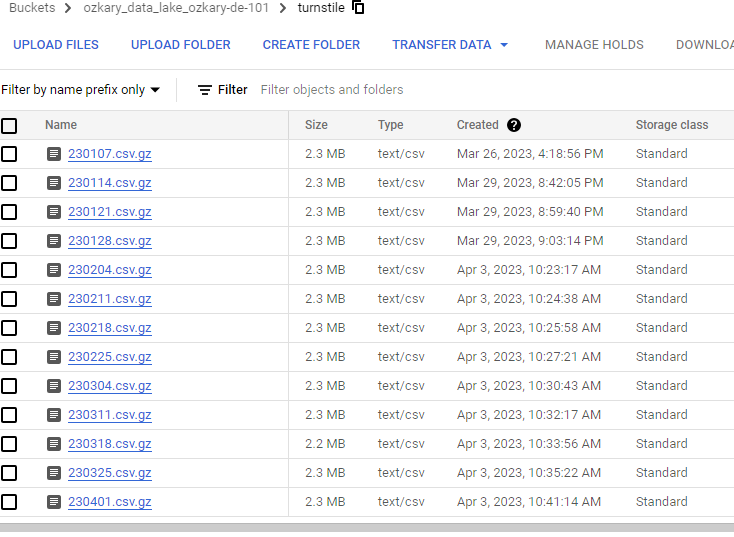 Buckets > ozkary_data_lake_ozkary-de-101 > turnstile
UPLOAD FILES UPLOAD FOLDER CREATE FOLDER TRANSFER DATA MANAGE HOLDS DOWNLOA
Filter by name prefix only Filter Filter objects and folders
Name Size Type Created ? Storage class
230107.csv.gz 2.3 MB text/csv Mar 26, 2023, 4:18:56 PM Standard
230114.csv.gz 2.3 MB text/csv Mar 29, 2023, 8:42:05 PM Standard
230121.csv.gz 2.3 MB text/csv Mar 29, 2023, 8:59:40 PM Standard
230128.csv.gz 2.3 MB text/csv Mar 29, 2023, 9:03:14 PM Standard
230204.csv.gz 2.3 MB text/csv Apr 3, 2023, 10:23:17 AM Standard
230211.csv.gz 2.3 MB text/csv Apr 3, 2023, 10:24:38 AM Standard
230218.csv.gz 2.3 MB text/csv Apr 3, 2023, 10:25:58 AM Standard
230225.csv.gz 2.3 MB text/csv Apr 3, 2023, 10:27:21 AM Standard
230304.csv.gz 2.3 MB text/csv Apr 3, 2023, 10:30:43 AM Standard
230311.csv.gz 2.3 MB text/csv Apr 3, 2023, 10:32:17 AM Standard
230318.csv.gz 2.2 MB text/csv Apr 3, 2023, 10:33:56 AM Standard
230325.csv.gz 2.3 MB text/csv Apr 3, 2023, 10:35:22 AM Standard
230401.csv.gz 2.3 MB text/csv Apr 3, 2023, 10:41:14 AM Standard